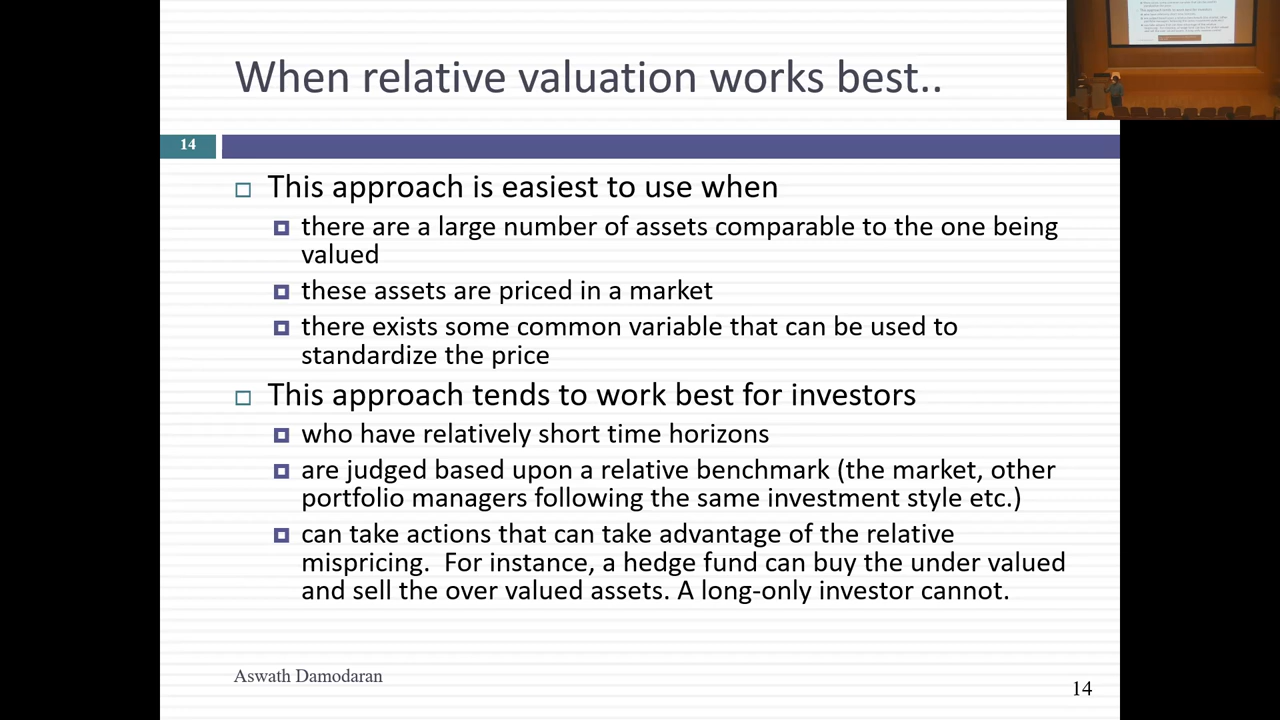 When relative valuation works best..
14
This approach is easiest to use when
there are a large number of assets comparable to the one being
valued
these assets are priced in a market
there exists some common variable that can be used to
standardize the price
This approach tends to work best for investors
who have relatively short time horizons
are judged based upon a relative benchmark (the market, other
portfolio managers following the same investment style etc.)
can take actions that can take advantage of the relative
mispricing.  For instance, a hedge fund can buy the under valued
and sell the over valued assets. A long-only investor cannot.
Aswath Damodaran
14